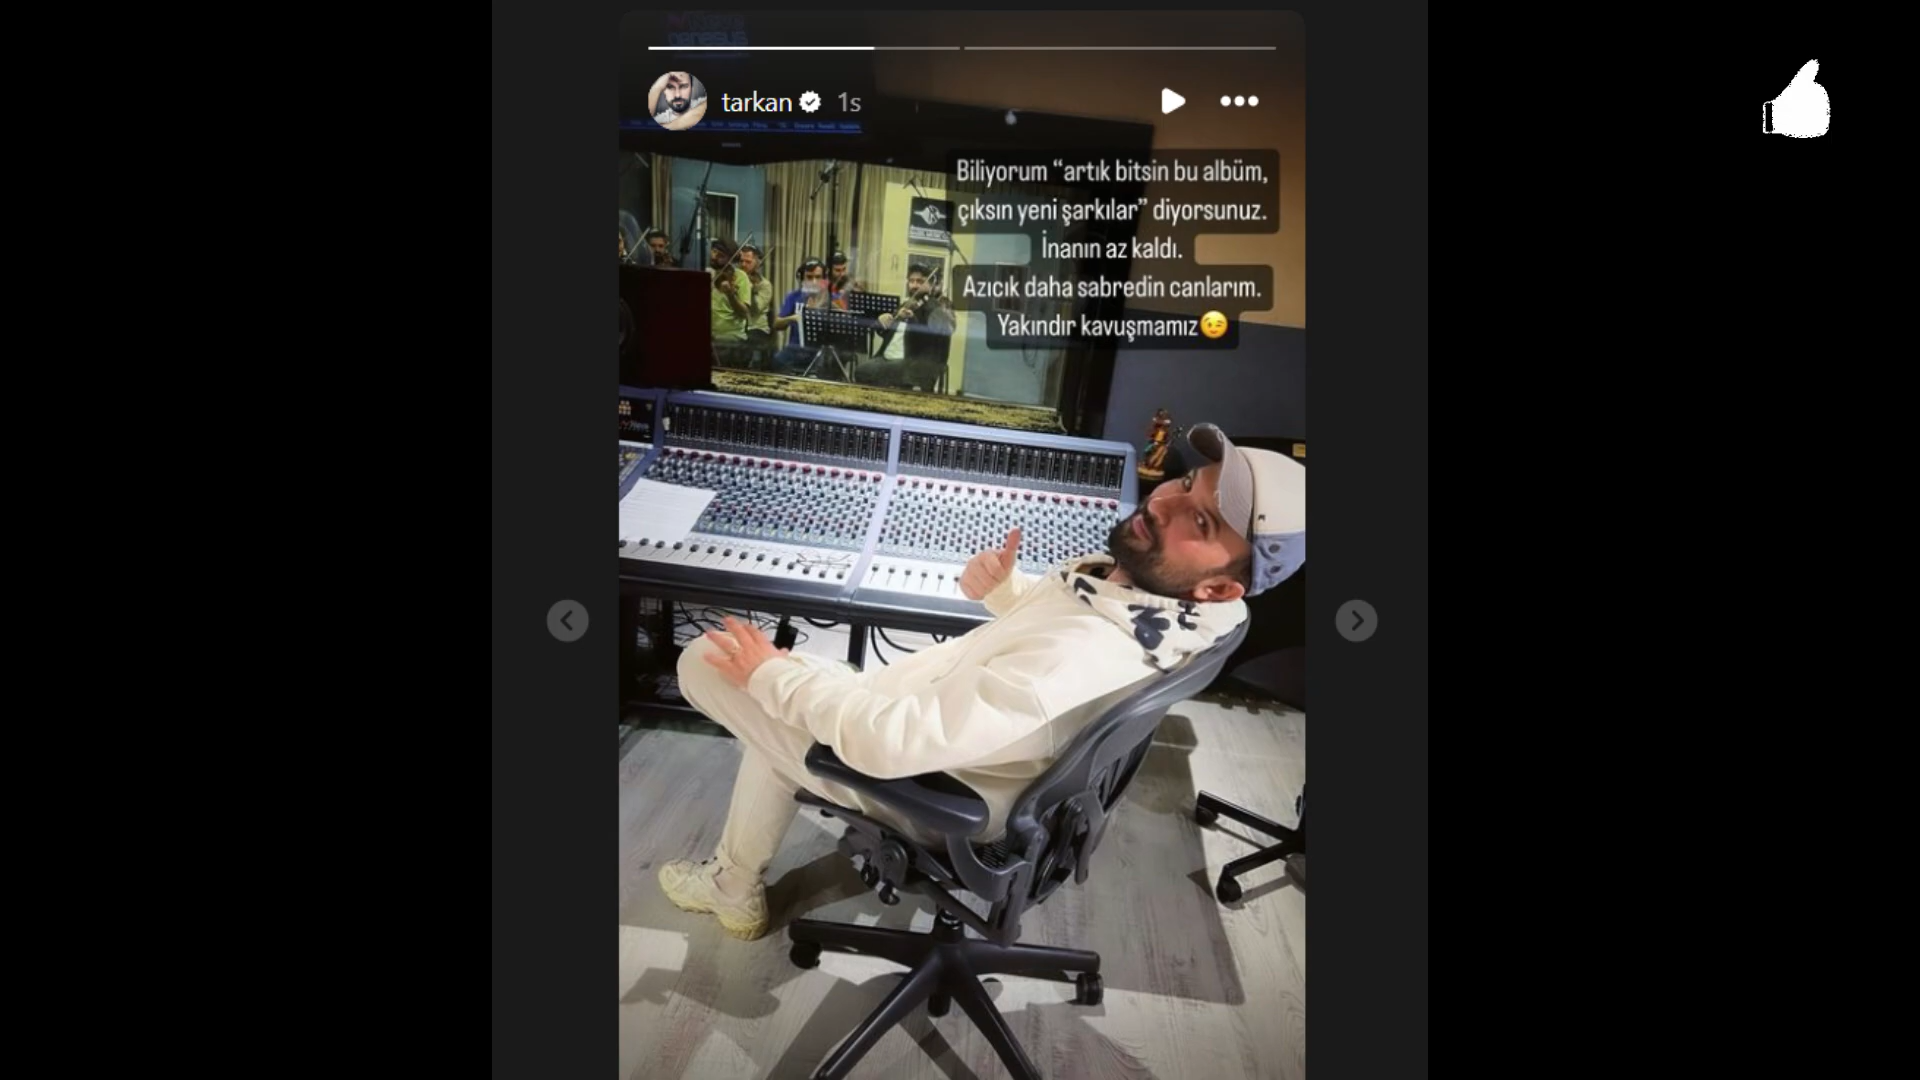 tarkan 1s
Biliyorum “artık bitsin bu albüm,
çıksın yeni şarkılar” diyorsunuz.
İnanın az kaldı.
Azıcık daha sabredin canlarım.
Yakındır kavuşmamız😉